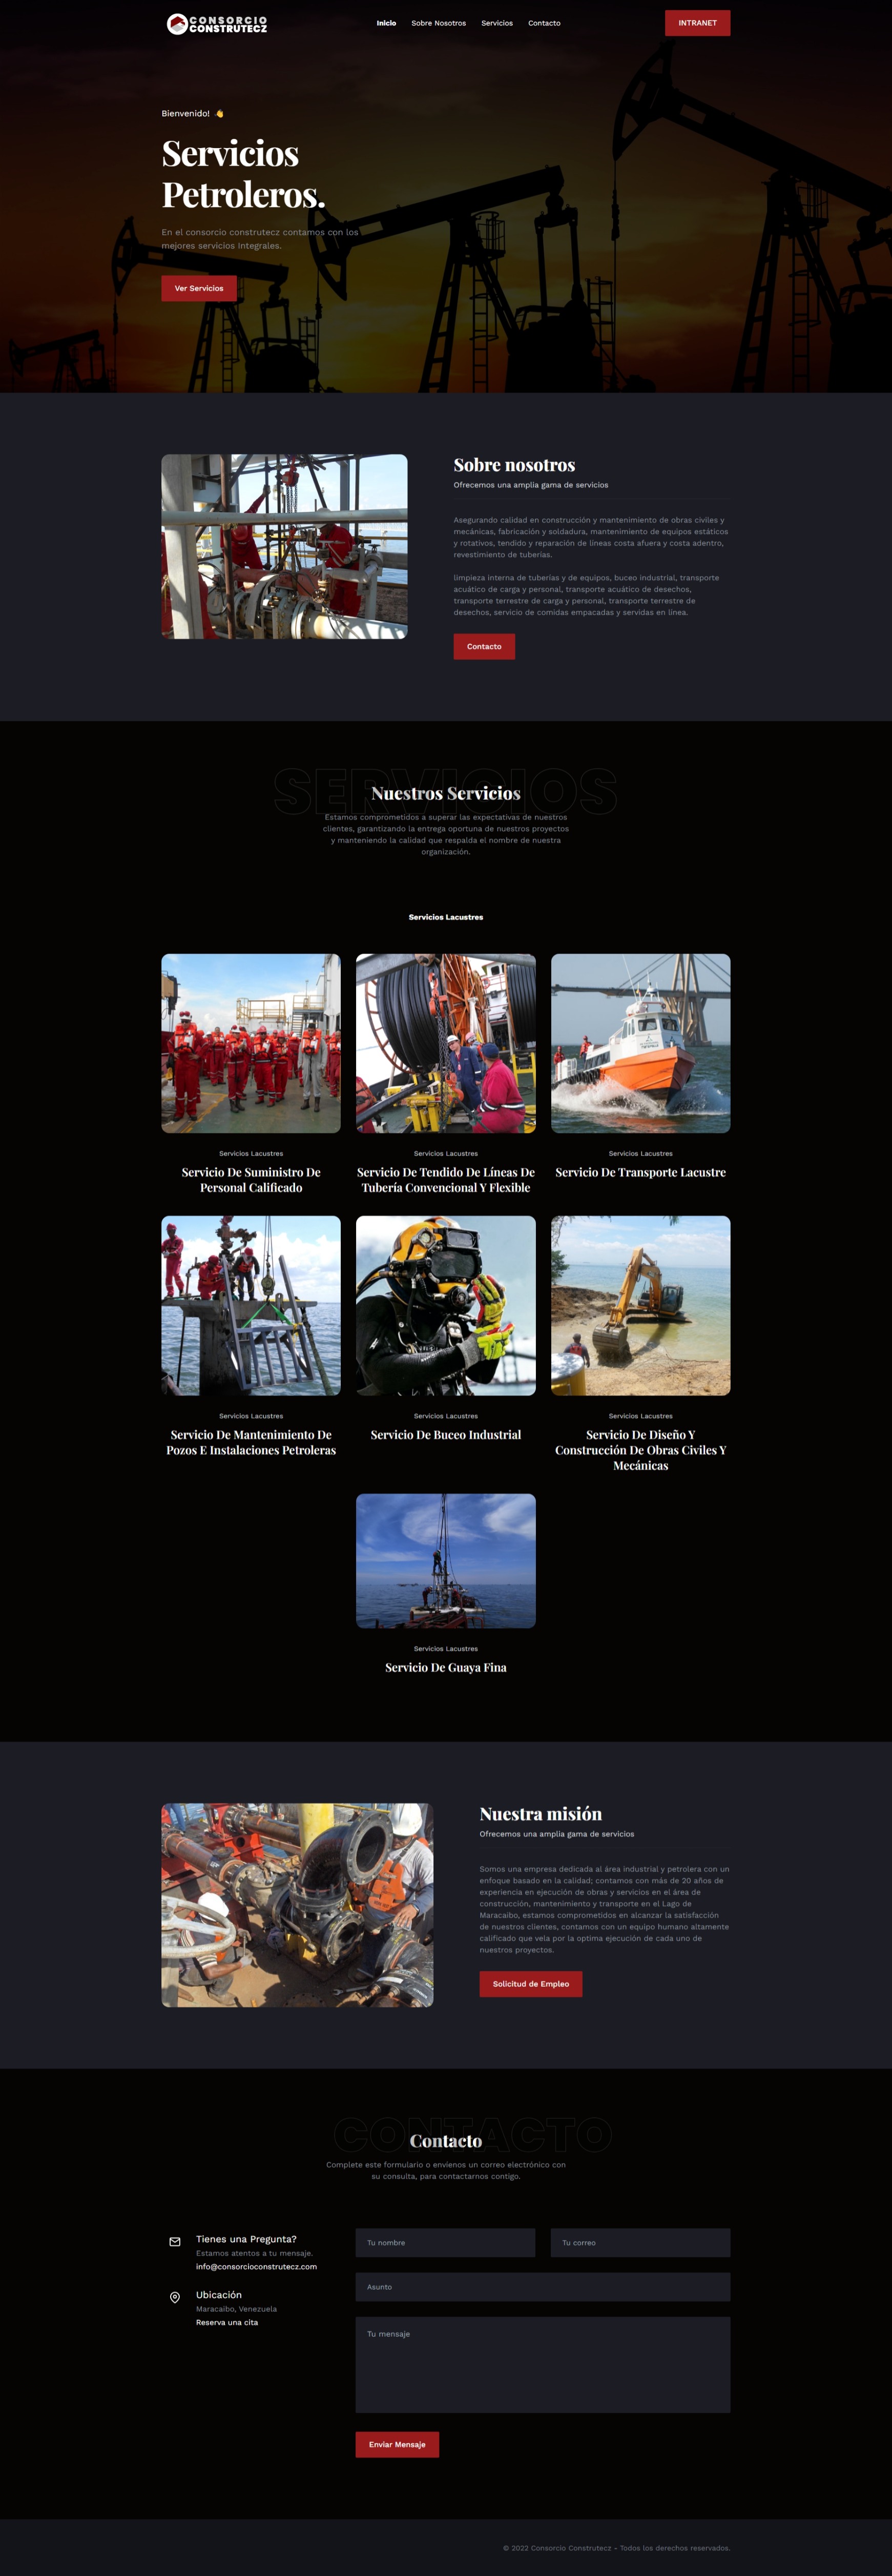 CONSORCIO
CONSTRUTECZ
Inicio
Sobre Nosotros
Servicios
Contacto
INTRANET
Bienvenido! 👋
Servicios
Petroleros.
En el consorcio construtecz contamos con los
mejores servicios Integrales.
Ver Servicios
Sobre nosotros
Ofrecemos una amplia gama de servicios
Asegurando calidad en construcción y mantenimiento de obras civiles y
mecánicas, fabricación y soldadura, mantenimiento de equipos estáticos
y rotativos, tendido y reparación de líneas costa afuera y costa adentro,
revestimiento de tuberías.
limpieza interna de tuberías y de equipos, buceo industrial, transporte
acuático de carga y personal, transporte acuático de desechos,
transporte terrestre de carga y personal, transporte terrestre de
desechos, servicio de comidas empacadas y servidas en línea.
Contacto
SERVICIOS
Nuestros Servicios
Estamos comprometidos a superar las expectativas de nuestros
clientes, garantizando la entrega oportuna de nuestros proyectos
y manteniendo la calidad que respalda el nombre de nuestra
organización.
Servicios Lacustres
Servicios Lacustres
Servicio De Suministro De
Personal Calificado
Servicios Lacustres
Servicio De Tendido De Líneas De
Tubería Convencional Y Flexible
Servicios Lacustres
Servicio De Transporte Lacustre
Servicios Lacustres
Servicio De Mantenimiento De
Pozos E Instalaciones Petroleras
Servicios Lacustres
Servicio De Buceo Industrial
Servicios Lacustres
Servicio De Diseño Y
Construcción De Obras Civiles Y
Mecánicas
Servicios Lacustres
Servicio De Guaya Fina
Nuestra misión
Ofrecemos una amplia gama de servicios
Somos una empresa dedicada al área industrial y petrolera con un
enfoque basado en la calidad; contamos con más de 20 años de
experiencia en ejecución de obras y servicios en el área de
construcción, mantenimiento y transporte en el Lago de
Maracaibo, estamos comprometidos en alcanzar la satisfacción
de nuestros clientes, contamos con un equipo humano altamente
calificado que vela por la optima ejecución de cada uno de
nuestros proyectos.
Solicitud de Empleo
CONTACTO
Contacto
Complete este formulario o envíenos un correo electrónico con
su consulta, para contactarnos contigo.
Tienes una Pregunta?
Estamos atentos a tu mensaje.
info@consorcioconstrutecz.com
Ubicación
Maracaibo, Venezuela
Reserva una cita
Tu nombre
Tu correo
Asunto
Tu mensaje
Enviar Mensaje
© 2022 Consorcio Construtecz - Todos los derechos reservados.